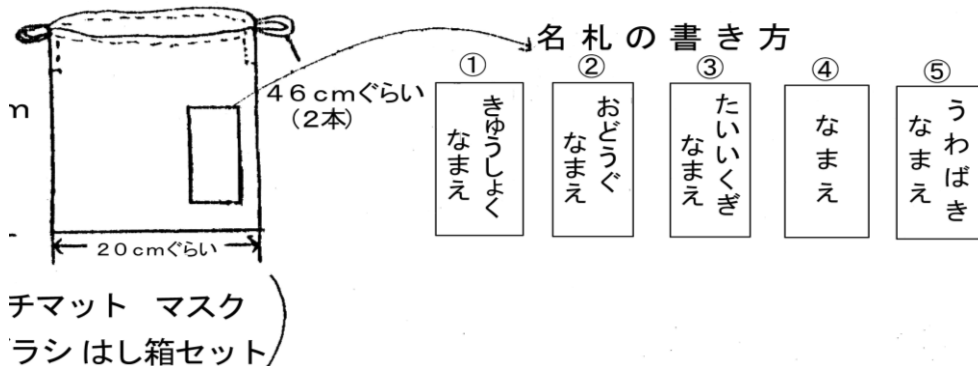 名札の書き方
46cmぐらい
(2本)
m
20cmぐらい
①
きゅうしょく
なまえ
②
おどうぐ
なまえ
③
たいいくぎ
なまえ
④
なまえ
⑤
うわばき
なまえ
チマット マスク
ラシ はし箱セット)